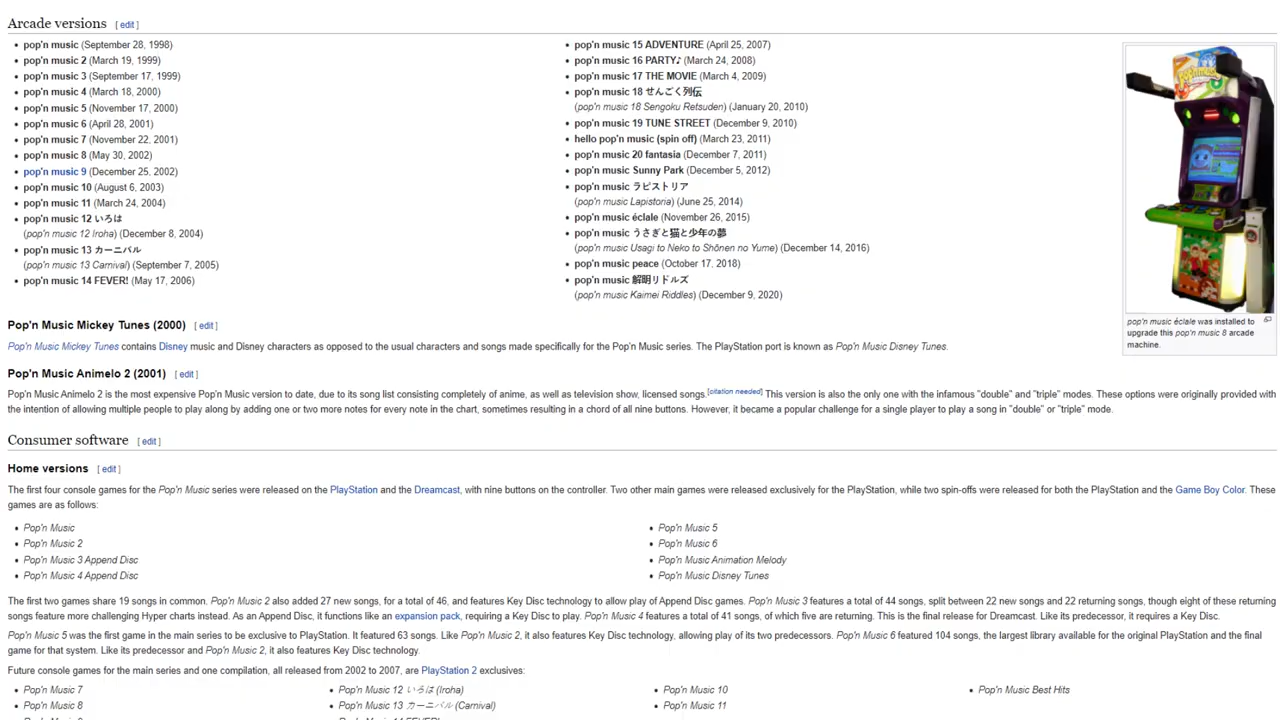 Arcade versions [ edit ]
• pop'n music (September 28, 1998)
• pop'n music 2 (March 19, 1999)
• pop'n music 3 (September 17, 1999)
• pop'n music 4 (March 18, 2000)
• pop'n music 5 (November 17, 2000)
• pop'n music 6 (April 28, 2001)
• pop'n music 7 (November 22, 2001)
• pop'n music 8 (May 30, 2002)
• pop'n music 9 (December 25, 2002)
• pop'n music 10 (August 6, 2003)
• pop'n music 11 (March 24, 2004)
• pop'n music 12 いろは
(pop'n music 12 Iroha) (December 8, 2004)
• pop'n music 13 カーニバル
(pop'n music 13 Carnival) (September 7, 2005)
• pop'n music 14 FEVER! (May 17, 2006)
• pop'n music 15 ADVENTURE (April 25, 2007)
• pop'n music 16 PARTY♪ (March 24, 2008)
• pop'n music 17 THE MOVIE (March 4, 2009)
• pop'n music 18 せんごく列伝
(pop'n music 18 Sengoku Retsuden) (January 20, 2010)
• pop'n music 19 TUNE STREET (December 9, 2010)
• hello pop'n music (spin off) (March 23, 2011)
• pop'n music 20 fantasia (December 7, 2011)
• pop'n music Sunny Park (December 5, 2012)
• pop'n music ラピストリア
(pop'n music Lapistoria) (June 25, 2014)
• pop'n music éclale (November 26, 2015)
• pop'n music うさぎと猫と少年の夢
(pop'n music Usagi to Neko to Shōnen no Yume) (December 14, 2016)
• pop'n music peace (October 17, 2018)
• pop'n music 解明リドルズ
(pop'n music Kaimei Riddles) (December 9, 2020)
pop'n music éclale was installed to
upgrade this pop'n music 8 arcade
machine.
Pop'n Music Mickey Tunes (2000) [ edit ]
Pop'n Music Mickey Tunes contains Disney music and Disney characters as opposed to the usual characters and songs made specifically for the Pop'n Music series. The PlayStation port is known as Pop'n Music Disney Tunes.
Pop'n Music Animelo 2 (2001) [ edit ]
Pop'n Music Animelo 2 is the most expensive Pop'n Music version to date, due to its song list consisting completely of anime, as well as television show, licensed songs.[citation needed] This version is also the only one with the infamous "double" and "triple" modes. These options were originally provided with
the intention of allowing multiple people to play along by adding one or two more notes for every note in the chart, sometimes resulting in a chord of all nine buttons. However, it became a popular challenge for a single player to play a song in "double" or "triple" mode.
Consumer software [ edit ]
Home versions [ edit ]
The first four console games for the Pop'n Music series were released on the PlayStation and the Dreamcast, with nine buttons on the controller. Two other main games were released exclusively for the PlayStation, while two spin-offs were released for both the PlayStation and the Game Boy Color. These
games are as follows:
• Pop'n Music
• Pop'n Music 2
• Pop'n Music 3 Append Disc
• Pop'n Music 4 Append Disc
• Pop'n Music 5
• Pop'n Music 6
• Pop'n Music Animation Melody
• Pop'n Music Disney Tunes
The first two games share 19 songs in common. Pop'n Music 2 also added 27 new songs, for a total of 46, and features Key Disc technology to allow play of Append Disc games. Pop'n Music 3 features a total of 44 songs, split between 22 new songs and 22 returning songs, though eight of these returning
songs feature more challenging Hyper charts instead. As an Append Disc, it functions like an expansion pack, requiring a Key Disc to play. Pop'n Music 4 features a total of 41 songs, of which five are returning. This is the final release for Dreamcast. Like its predecessor, it requires a Key Disc.
Pop'n Music 5 was the first game in the main series to be exclusive to PlayStation. It featured 63 songs. Like Pop'n Music 2, it also features Key Disc technology, allowing play of its two predecessors. Pop'n Music 6 featured 104 songs, the largest library available for the original PlayStation and the final
game for that system. Like its predecessor and Pop'n Music 2, it also features Key Disc technology.
Future console games for the main series and one compilation, all released from 2002 to 2007, are PlayStation 2 exclusives:
• Pop'n Music 7
• Pop'n Music 8
• Pop'n Music 12 いろは (Iroha)
• Pop'n Music 13 カーニバル (Carnival)
• Pop'n Music 10
• Pop'n Music 11
• Pop'n Music Best Hits